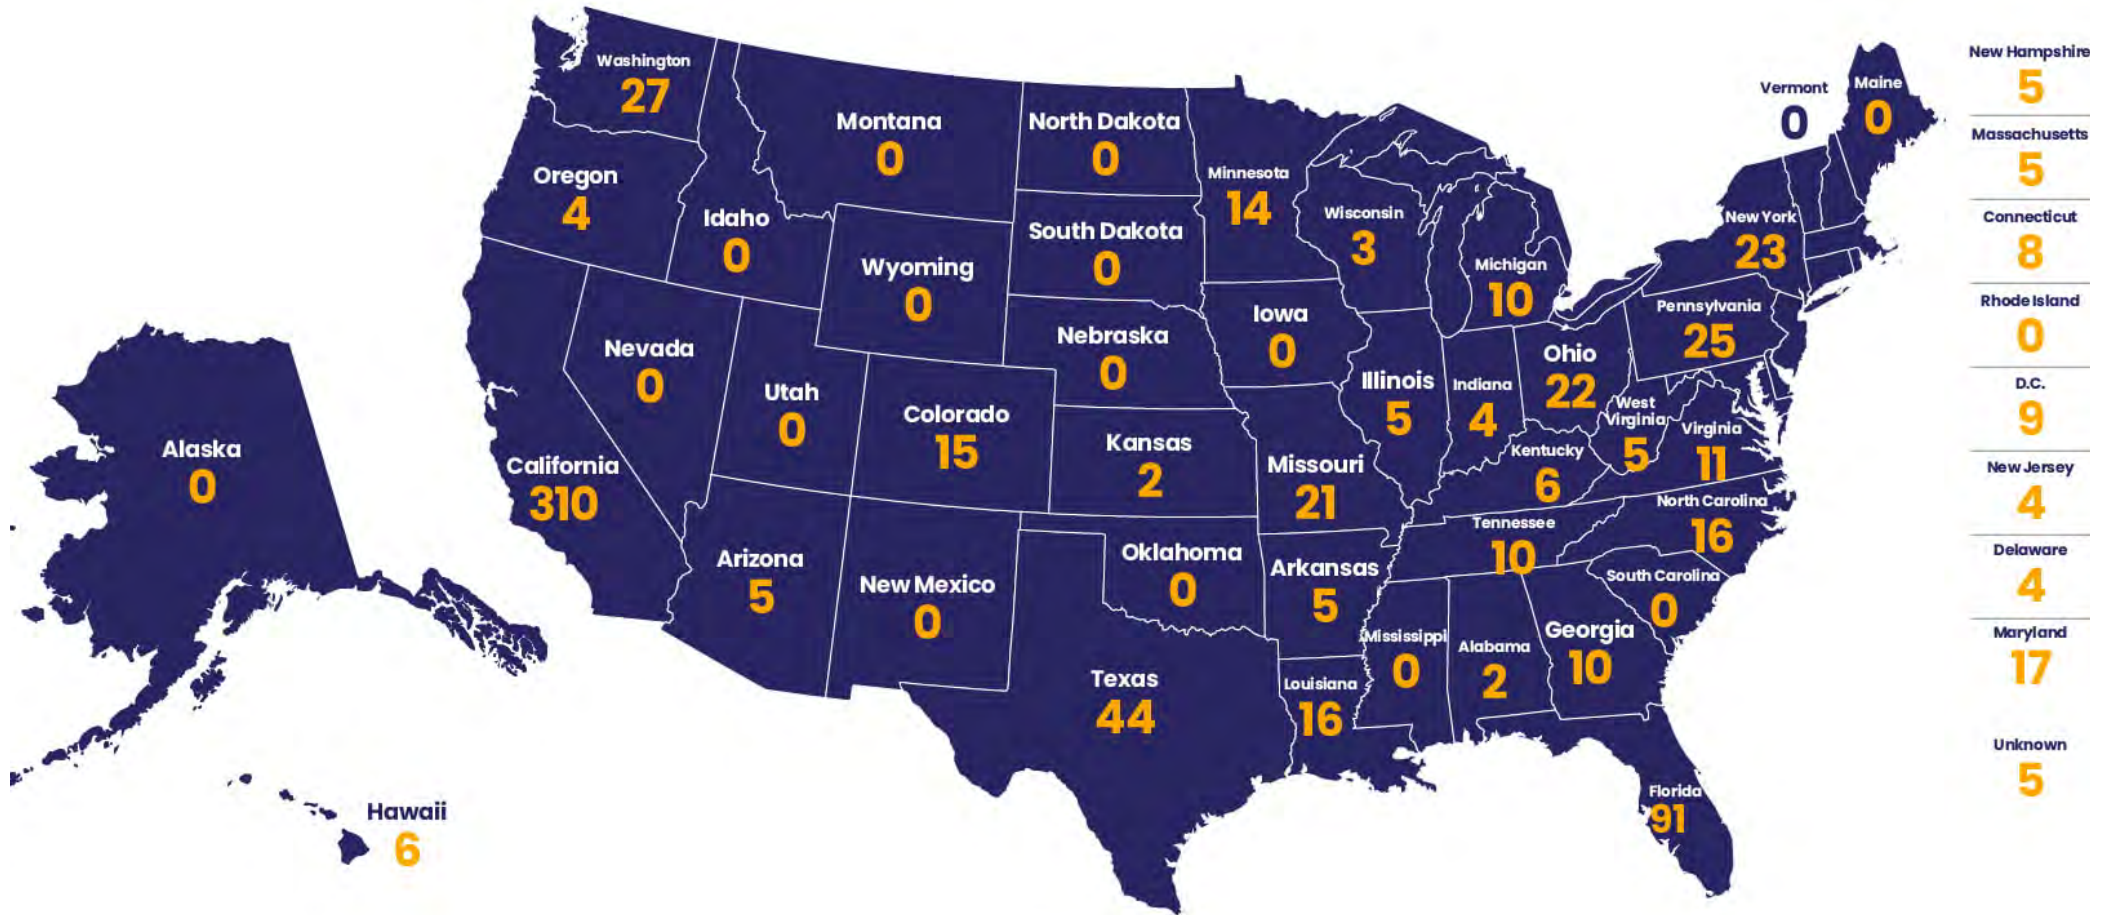 Washington
27
Oregon
4
California
310
Idaho
0
Nevada
0
Montana
0
Wyoming
0
Utah
0
Colorado
15
Arizona
5
New Mexico
0
North Dakota
0
South Dakota
0
Nebraska
0
Kansas
2
Oklahoma
0
Texas
44
Minnesota
14
Iowa
0
Missouri
21
Arkansas
5
Louisiana
16
Wisconsin
3
Illinois
5
Michigan
10
Indiana
4
Ohio
22
Kentucky
6
Tennessee
10
Mississippi
0
Alabama
2
Georgia
10
Florida
91
South Carolina
0
North Carolina
16
Virginia
11
West
Virginia
5
Pennsylvania
25
New York
23
Vermont
0
Maine
0
Alaska
0
Hawaii
6
New Hampshire
5
Massachusetts
5
Connecticut
8
Rhode Island
0
D.C.
9
New Jersey
4
Delaware
4
Maryland
17
Unknown
5